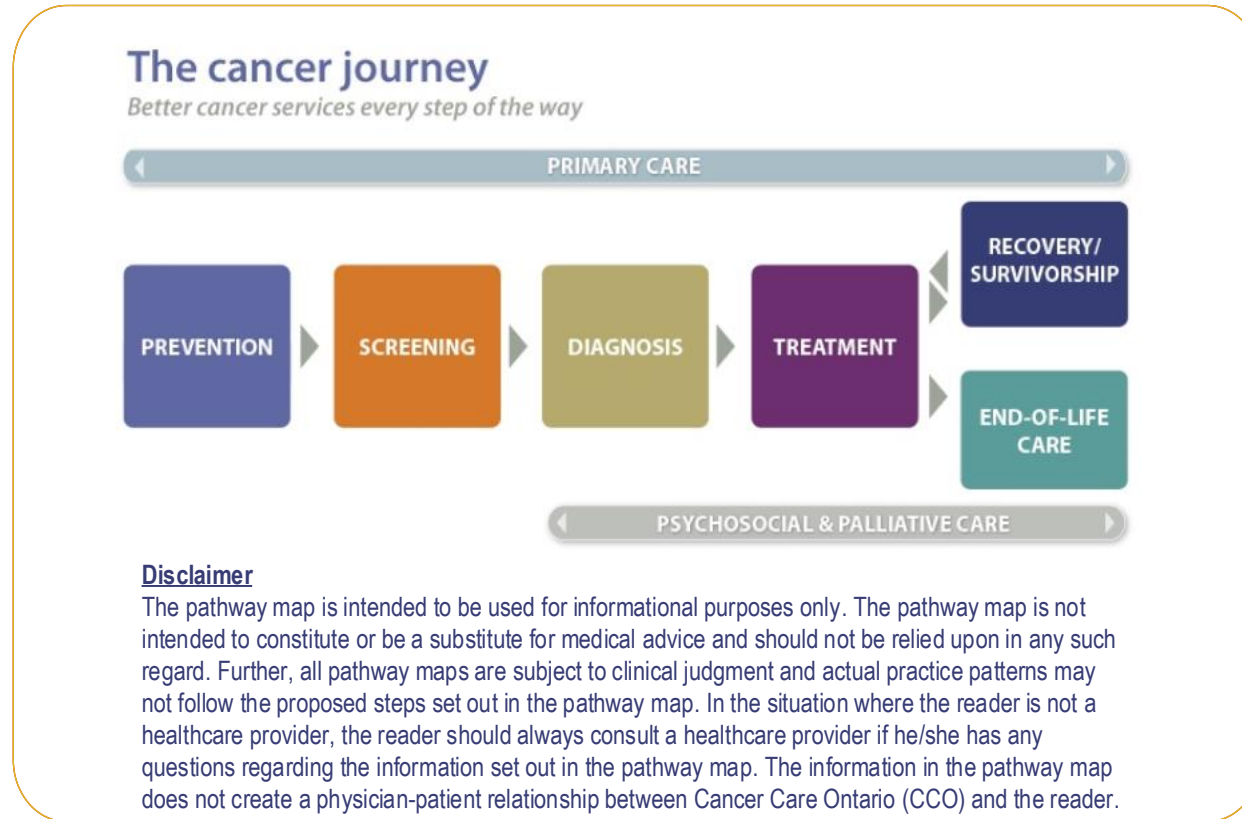 The cancer journey
Better cancer services every step of the way
PRIMARY CARE
PREVENTION
SCREENING
DIAGNOSIS
TREATMENT
RECOVERY/
SURVIVORSHIP
END-OF-LIFE
CARE
PSYCHOSOCIAL & PALLIATIVE CARE
Disclaimer
The pathway map is intended to be used for informational purposes only. The pathway map is not
intended to constitute or be a substitute for medical advice and should not be relied upon in any such
regard. Further, all pathway maps are subject to clinical judgment and actual practice patterns may
not follow the proposed steps set out in the pathway map. In the situation where the reader is not a
healthcare provider, the reader should always consult a healthcare provider if he/she has any
questions regarding the information set out in the pathway map. The information in the pathway map
does not create a physician-patient relationship between Cancer Care Ontario (CCO) and the reader.